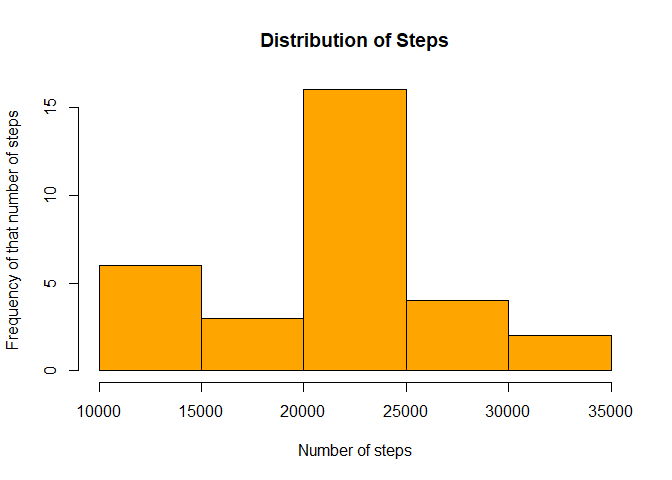 Distribution of Steps
Frequency of that number of steps
15
10
5
0
10000 15000 20000 25000 30000 35000
Number of steps